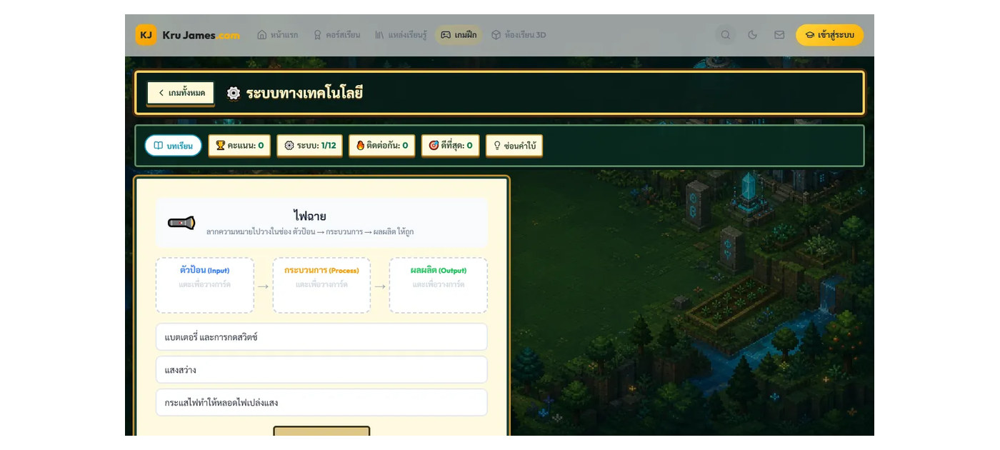 KJ Kru James.com หน้าแรก คอร์สเรียน แหล่งเรียนรู้ เกมฝึก ห้องเรียน 3D เข้าสู่ระบบ
เกมทั้งหมด ระบบทางเทคโนโลยี
บทเรียน คะแนน: 0 ระบบ: 1/12 ติดต่อกัน: 0 ดีที่สุด: 0 ซ่อนคำใบ้
ไฟฉาย
ลากความหมายไปวางในช่อง ตัวป้อน → กระบวนการ → ผลผลิต ให้ถูก
ตัวป้อน (Input) กระบวนการ (Process) ผลผลิต (Output)
แตะเพื่อวางการ์ด → แตะเพื่อวางการ์ด → แตะเพื่อวางการ์ด
แบตเตอรี่ และการกดสวิตช์
แสงสว่าง
กระแสไฟทำให้หลอดไฟเปล่งแสง